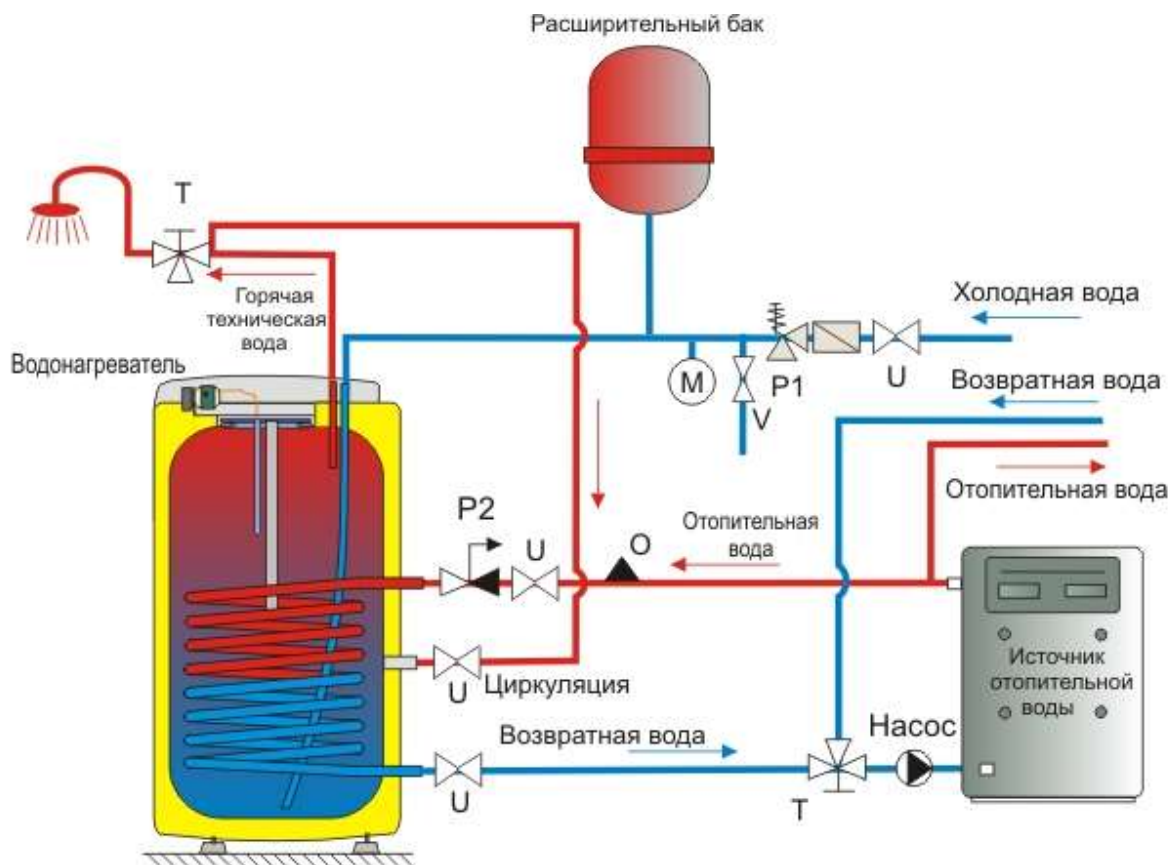 Расширительный бак
T
Горячая
техническая
вода
Водонагреватель
Холодная вода
M
V
P1
U
Возвратная вода
Отопительная вода
P2
U
O
Отопительная
вода
U
Циркуляция
Источник
отопительной
воды
Возвратная вода
Насос
U
T